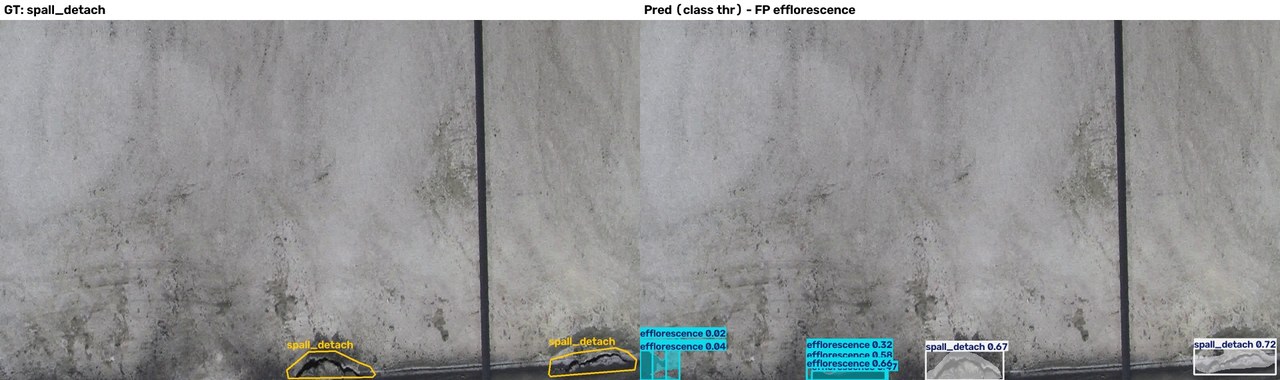 GT: spall_detach
Pred (class thr) - FP efflorescence
spall_detach
spall_detach
efflorescence 0.02
efflorescence 0.04
efflorescence 0.32
efflorescence 0.58
efflorescence 0.66
spall_detach 0.67
spall_detach 0.72